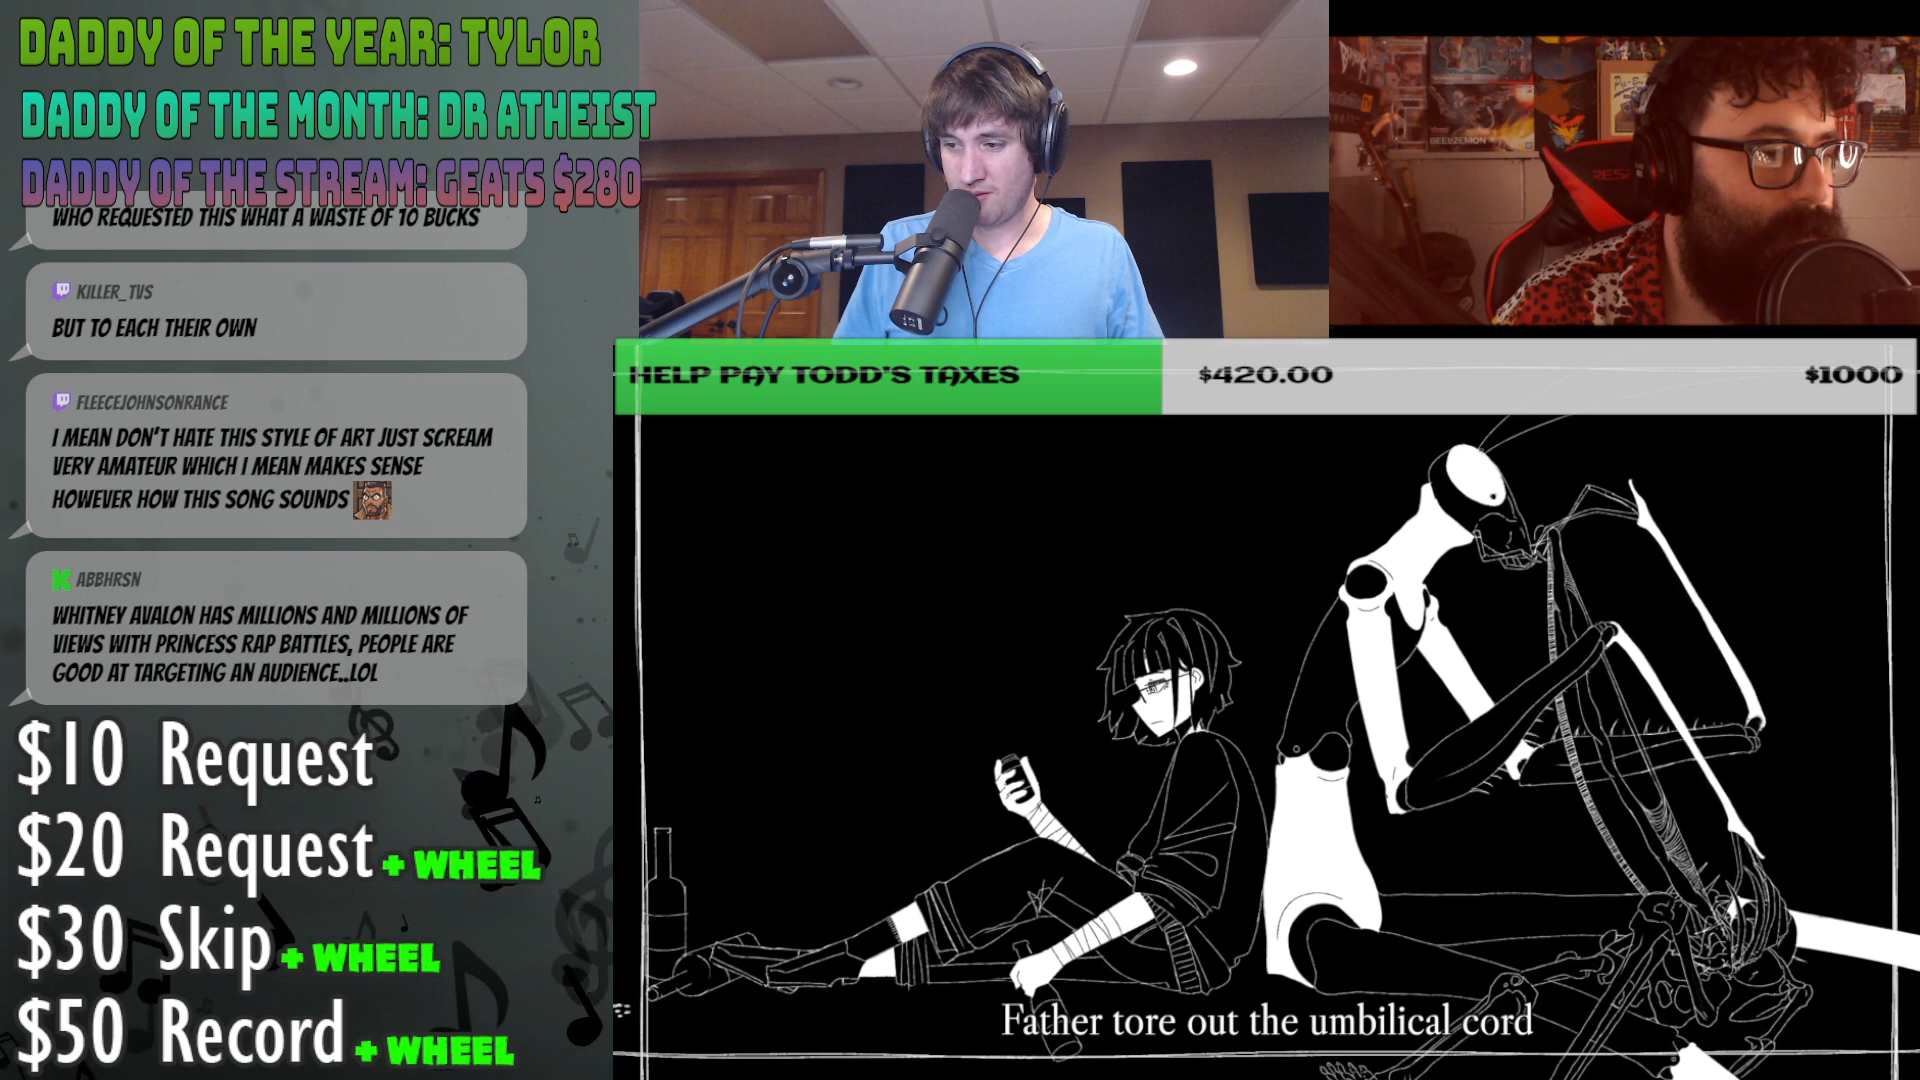 DADDY OF THE YEAR: TYLOR
DADDY OF THE MONTH: DR ATHEIST
DADDY OF THE STREAM: GEATS $280
WHO REQUESTED THIS WHAT A WASTE OF 10 BUCKS
KILLER_TVS
BUT TO EACH THEIR OWN
FLEECEJOHNSONRANCE
I MEAN DON'T HATE THIS STYLE OF ART JUST SCREAM
VERY AMATEUR WHICH I MEAN MAKES SENSE
HOWEVER HOW THIS SONG SOUNDS
K ABBHRSN
WHITNEY AVALON HAS MILLIONS AND MILLIONS OF
VIEWS WITH PRINCESS RAP BATTLES, PEOPLE ARE
GOOD AT TARGETING AN AUDIENCE..LOL
$10 Request
$20 Request + WHEEL
$30 Skip + WHEEL
$50 Record + WHEEL
BEELZEMON
HELP PAY TODD'S TAXES $420.00 $1000
Father tore out the umbilical cord